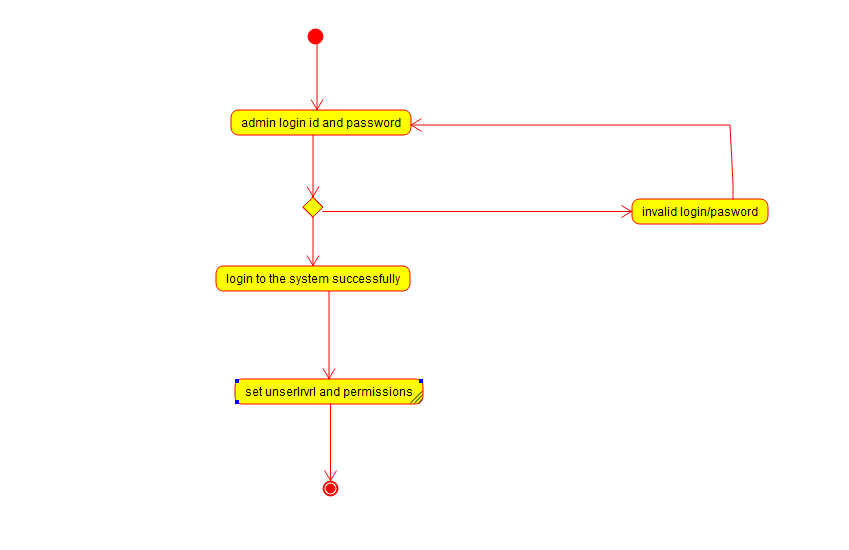 admin login id and password
invalid login/pasword
login to the system successfully
set unserlrvrl and permissions